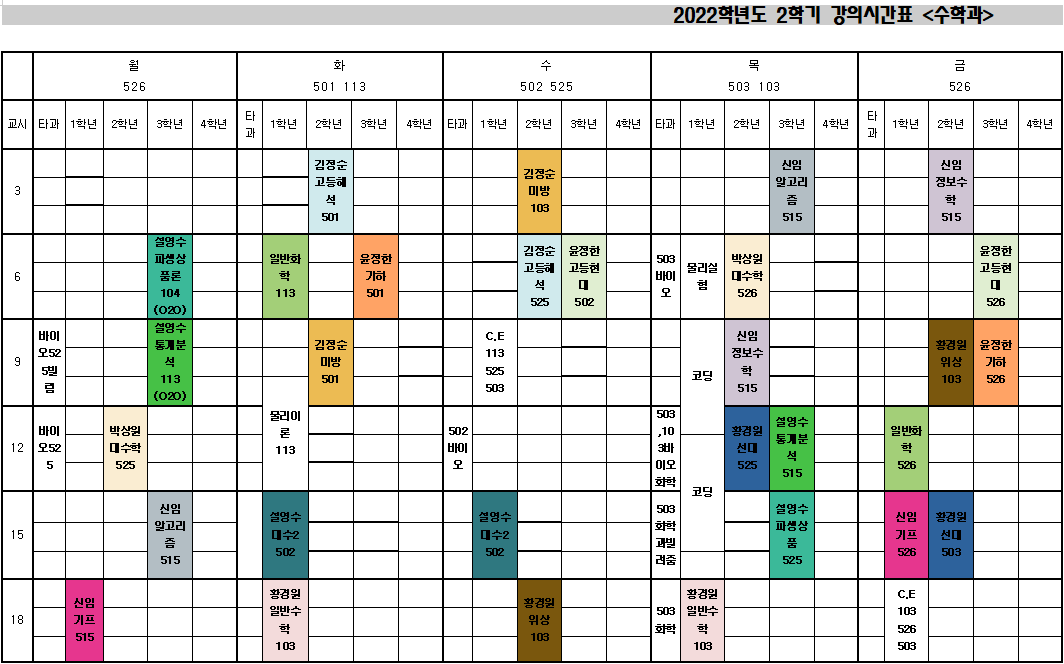 2022학년도 2학기 강의시간표 <수학과>
월 화 수 목 금
526 501 113 502 525 503 103 526
교시 타과 1학년 2학년 3학년 4학년 타과 1학년 2학년 3학년 4학년 타과 1학년 2학년 3학년 4학년 타과 1학년 2학년 3학년 4학년 타과 1학년 2학년 3학년 4학년
3
김정순
고등해
석
501
김정순
미방
103
신임
알고리
즘
515
신임
정보수
학
515
6
설영수
파생상
품론
104
(O2O)
일반화
학
113
윤정한
기하
501
김정순
고등해
석
525
윤정한
고등현
대
502
503
바이
오
물리실
험
박상원
대수학
526
윤정한
고등현
대
526
9
바이
오52
5빌
렴
설영수
통계분
석
113
(O2O)
김정순
미방
501
C.E
113
525
503
코딩
신임
정보수
학
515
황경원
위상
103
윤정한
기하
526
12
바이
오52
5
박상원
대수학
525
물리이
론
113
502
바이
오
503
,10
3바
이오
화학
황경원
선대
525
설영수
통계분
석
515
일반화
학
526
15
신임
알고리
즘
515
설영수
대수2
502
설영수
대수2
502
503
화학
과빌
려줌
코딩
설영수
파생상
품
525
신임
기프
526
황경원
선대
503
18
신임
기프
515
황경원
일반수
학
103
황경원
위상
103
503
화학
황경원
일반수
학
103
C.E
103
526
503